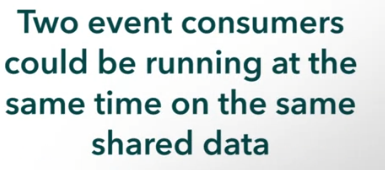 Two event consumers
could be running at the
same time on the same
shared data